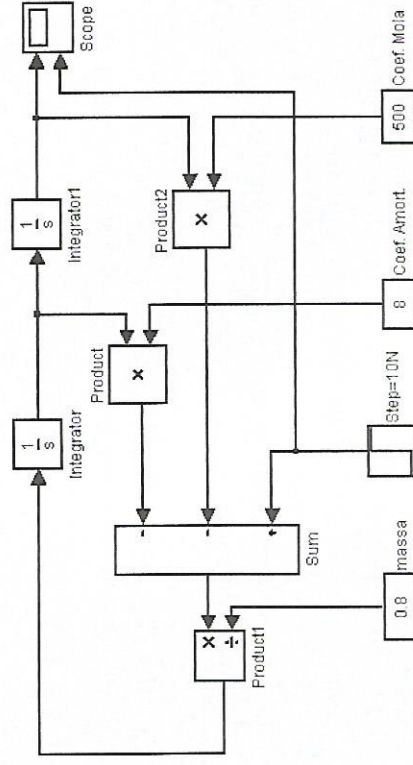 Scope
1
s
Integrator
1
s
Integrator1
×
Product
×
Product2
-
-
+
Sum
×
÷
Product1
0.8
massa
Step=10N
8
Coef. Amort.
500
Coef. Mola